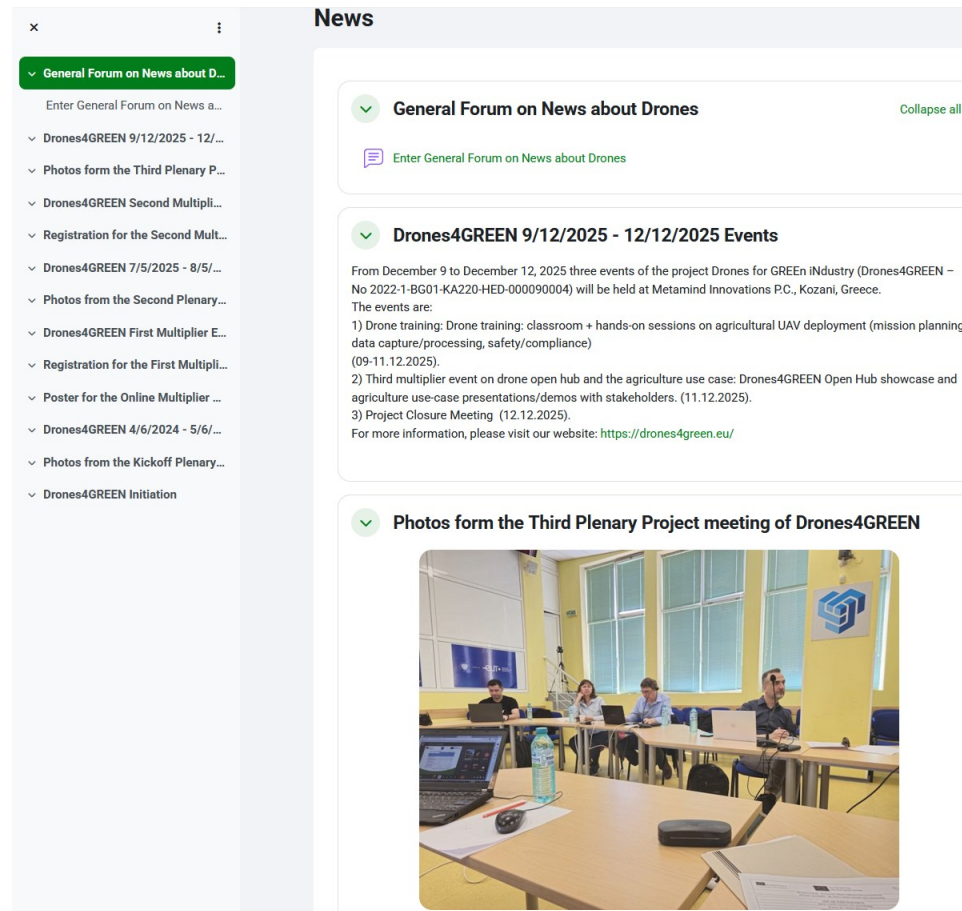 News
General Forum on News about D...
Enter General Forum on News a...
Drones4GREEN 9/12/2025 - 12/...
Photos form the Third Plenary P...
Drones4GREEN Second Multipli...
Registration for the Second Mult...
Drones4GREEN 7/5/2025 - 8/5/...
Photos from the Second Plenary...
Drones4GREEN First Multiplier E...
Registration for the First Multipli...
Poster for the Online Multiplier ...
Drones4GREEN 4/6/2024 - 5/6/...
Photos from the Kickoff Plenary...
Drones4GREEN Initiation
General Forum on News about Drones
Collapse all
Enter General Forum on News about Drones
Drones4GREEN 9/12/2025 - 12/12/2025 Events
From December 9 to December 12, 2025 three events of the project Drones for GREEn iNdustry (Drones4GREEN –
No 2022-1-BG01-KA220-HED-000090004) will be held at Metamind Innovations P.C., Kozani, Greece.
The events are:
1) Drone training: Drone training: classroom + hands-on sessions on agricultural UAV deployment (mission planning
data capture/processing, safety/compliance)
(09-11.12.2025).
2) Third multiplier event on drone open hub and the agriculture use case: Drones4GREEN Open Hub showcase and
agriculture use-case presentations/demos with stakeholders. (11.12.2025).
3) Project Closure Meeting (12.12.2025).
For more information, please visit our website: https://drones4green.eu/
Photos form the Third Plenary Project meeting of Drones4GREEN